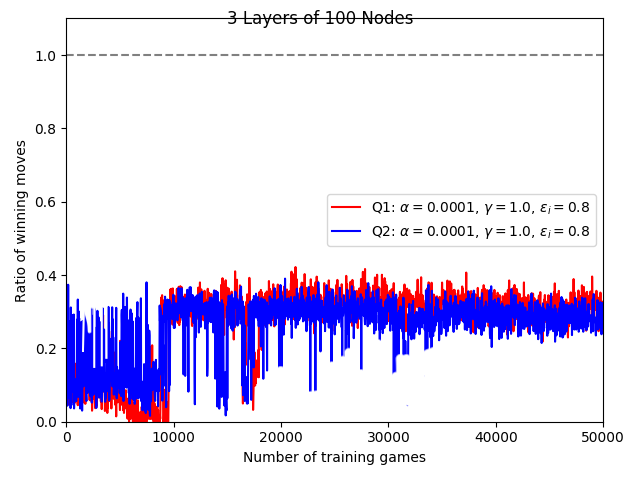 3 Layers of 100 Nodes
1.0
0.8
0.6
0.4
0.2
0.0
Ratio of winning moves
Q1: α = 0.0001, γ = 1.0, εᵢ = 0.8
Q2: α = 0.0001, γ = 1.0, εᵢ = 0.8
0 10000 20000 30000 40000 50000
Number of training games